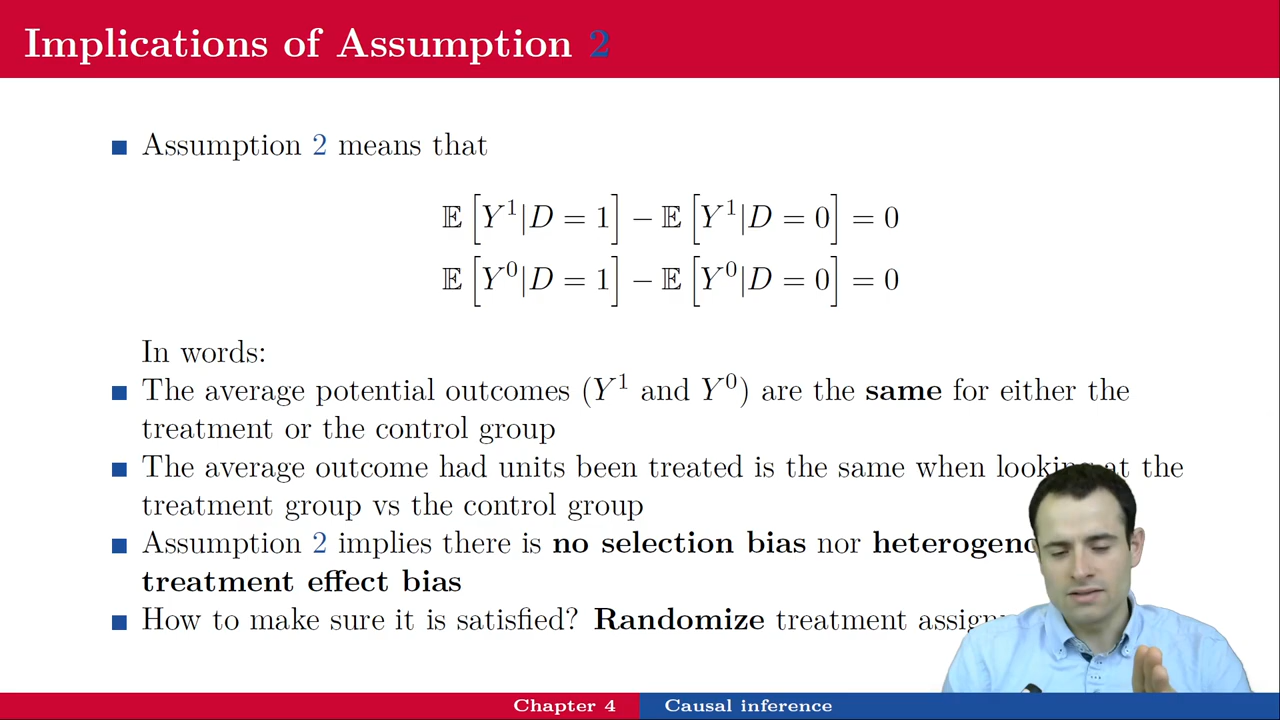 Implications of Assumption 2
Assumption 2 means that
𝔼[Y¹|D = 1] − 𝔼[Y¹|D = 0] = 0
𝔼[Y⁰|D = 1] − 𝔼[Y⁰|D = 0] = 0
In words:
The average potential outcomes (Y¹ and Y⁰) are the same for either the
treatment or the control group
The average outcome had units been treated is the same when looking at the
treatment group vs the control group
Assumption 2 implies there is no selection bias nor
treatment effect bias
How to make sure it is satisfied? Randomize treatment
Chapter 4 Causal inference